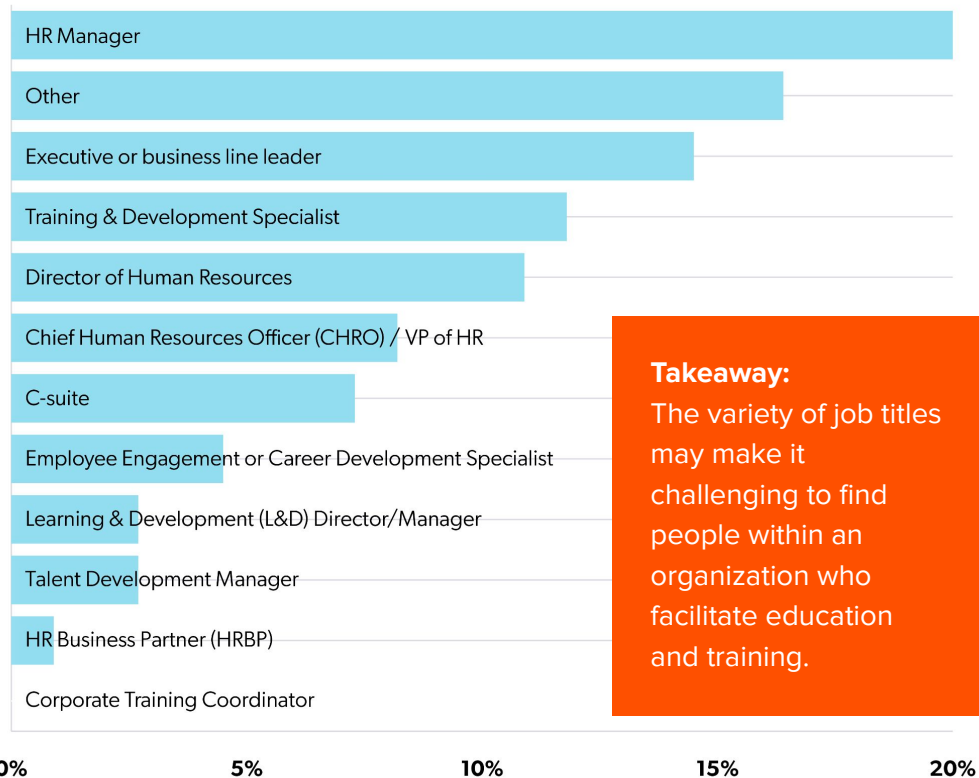 HR Manager
Other
Executive or business line leader
Training & Development Specialist
Director of Human Resources
Chief Human Resources Officer (CHRO) / VP of HR
C-suite
Employee Engagement or Career Development Specialist
Learning & Development (L&D) Director/Manager
Talent Development Manager
HR Business Partner (HRBP)
Corporate Training Coordinator
Takeaway:
The variety of job titles
may make it
challenging to find
people within an
organization who
facilitate education
and training.
0% 5% 10% 15% 20%